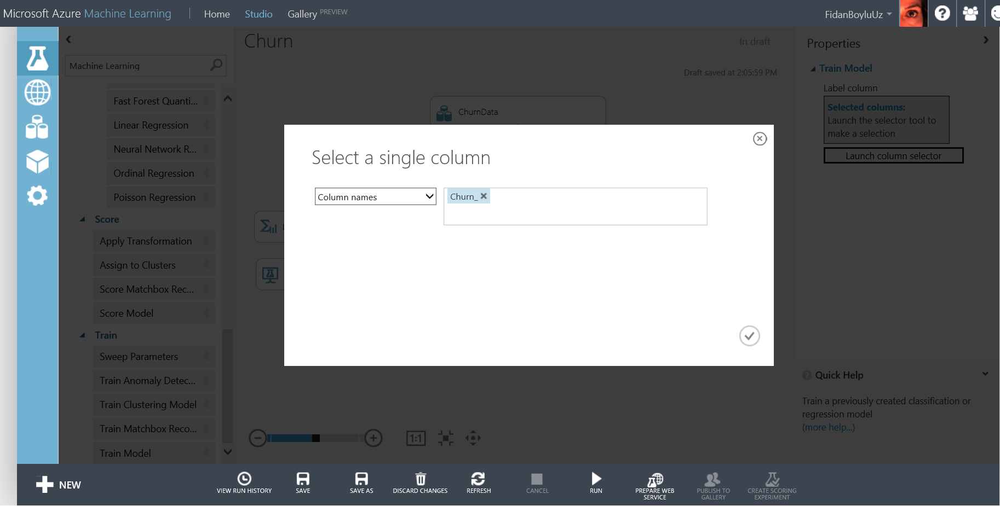 Microsoft Azure Machine Learning
Home
Studio
Gallery PREVIEW
FidanBoyluUz
Machine Learning
Fast Forest Quanti...
Linear Regression
Neural Network R...
Ordinal Regression
Poisson Regression
Score
Apply Transformation
Assign to Clusters
Score Matchbox Rec...
Score Model
Train
Sweep Parameters
Train Anomaly Detec...
Train Clustering Model
Train Matchbox Reco...
Train Model
Churn
In draft
Draft saved at 2:05:59 PM
ChurnData
Select a single column
Column names
Churn_
1:1
Properties
Train Model
Label column
Selected columns:
Launch the selector tool to
make a selection
Launch column selector
Quick Help
Train a previously created classification or
regression model
(more help...)
NEW
VIEW RUN HISTORY
SAVE
SAVE AS
DISCARD CHANGES
REFRESH
CANCEL
RUN
PREPARE WEB
SERVICE
PUBLISH TO
GALLERY
CREATE SCORING
EXPERIMENT